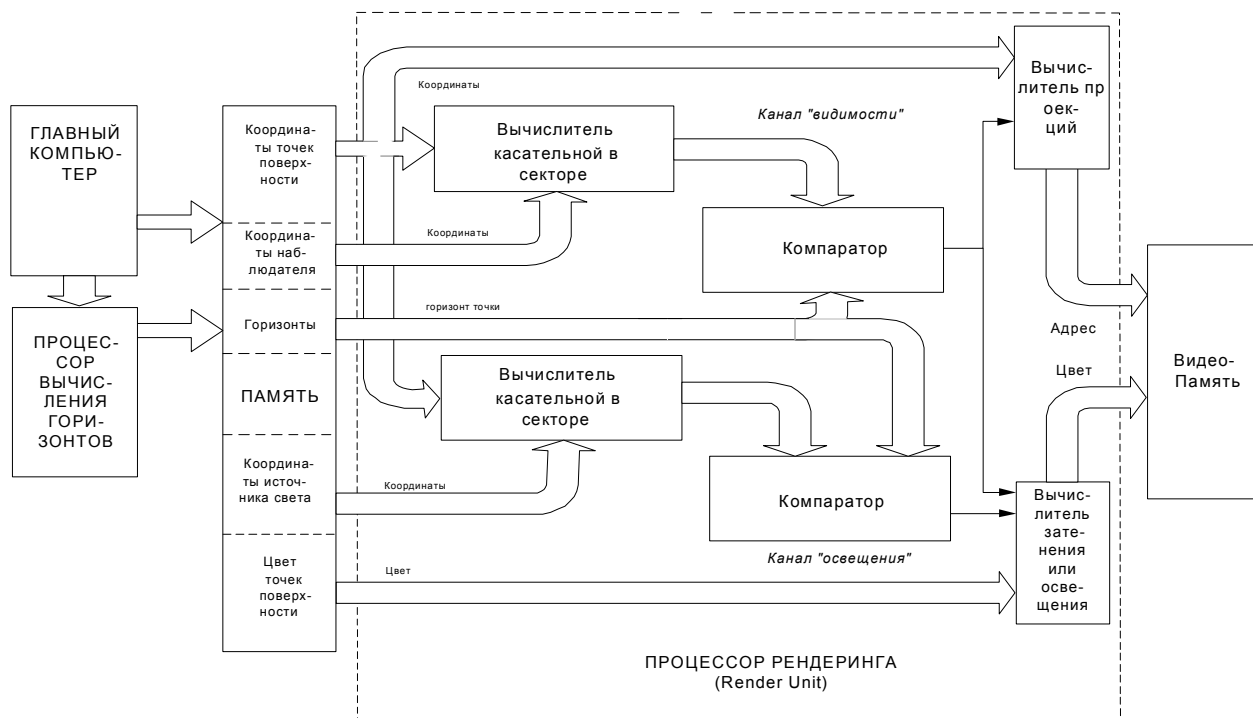 ГЛАВНЫЙ
КОМПЬЮ-
ТЕР
ПРОЦЕС-
СОР
ВЫЧИС-
ЛЕНИЯ
ГОРИ-
ЗОНТОВ
Координа-
ты точек
поверх-
ности
Координа-
ты наб-
людателя
Горизонты
ПАМЯТЬ
Координа-
ты источ-
ника света
Цвет
точек
поверх-
ности
Координаты
Вычислитель
касательной в
секторе
Координаты
Канал "видимости"
Компаратор
горизонт точки
Вычислитель
касательной в
секторе
Координаты
Компаратор
Канал "освещения"
Цвет
Вычис-
литель пр
оек-
ций
Адрес
Цвет
Вычис-
литель
зате-
нения
или
осве-
щения
Видео-
Память
ПРОЦЕССОР РЕНДЕРИНГА
(Render Unit)